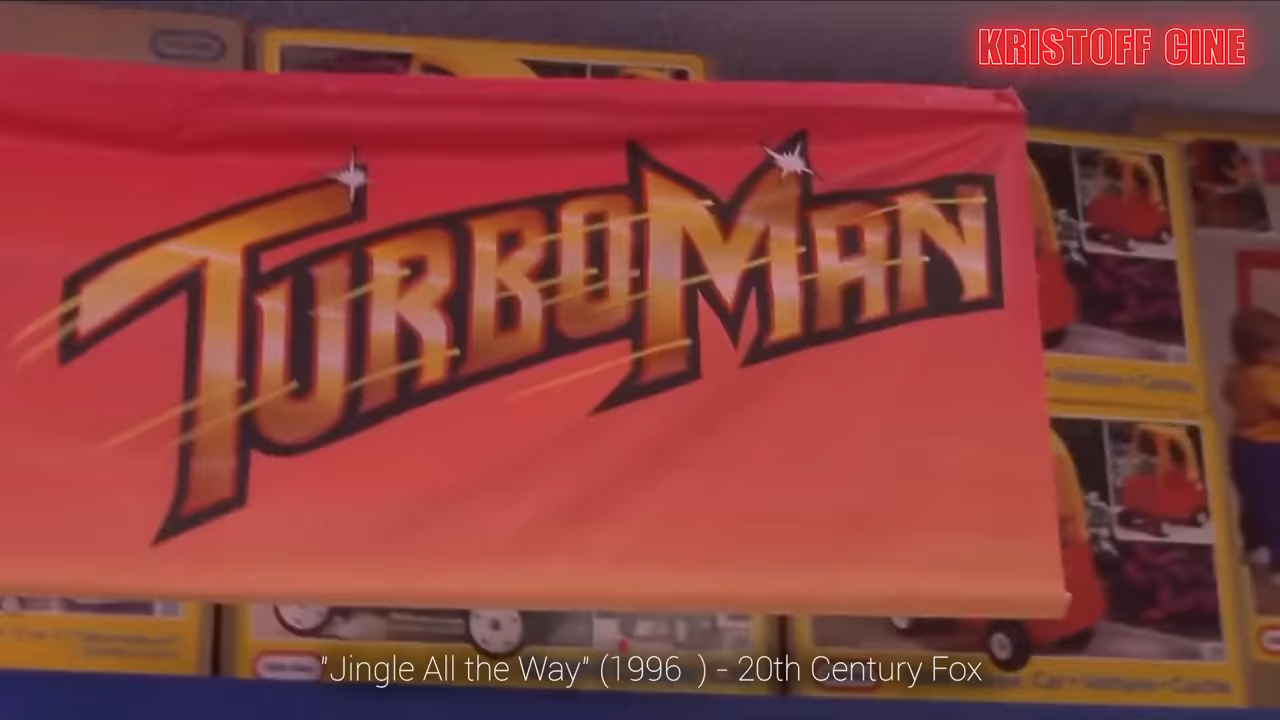 KRISTOFF CINE
TURBOMAN
"Jingle All the Way" (1996 ) - 20th Century Fox